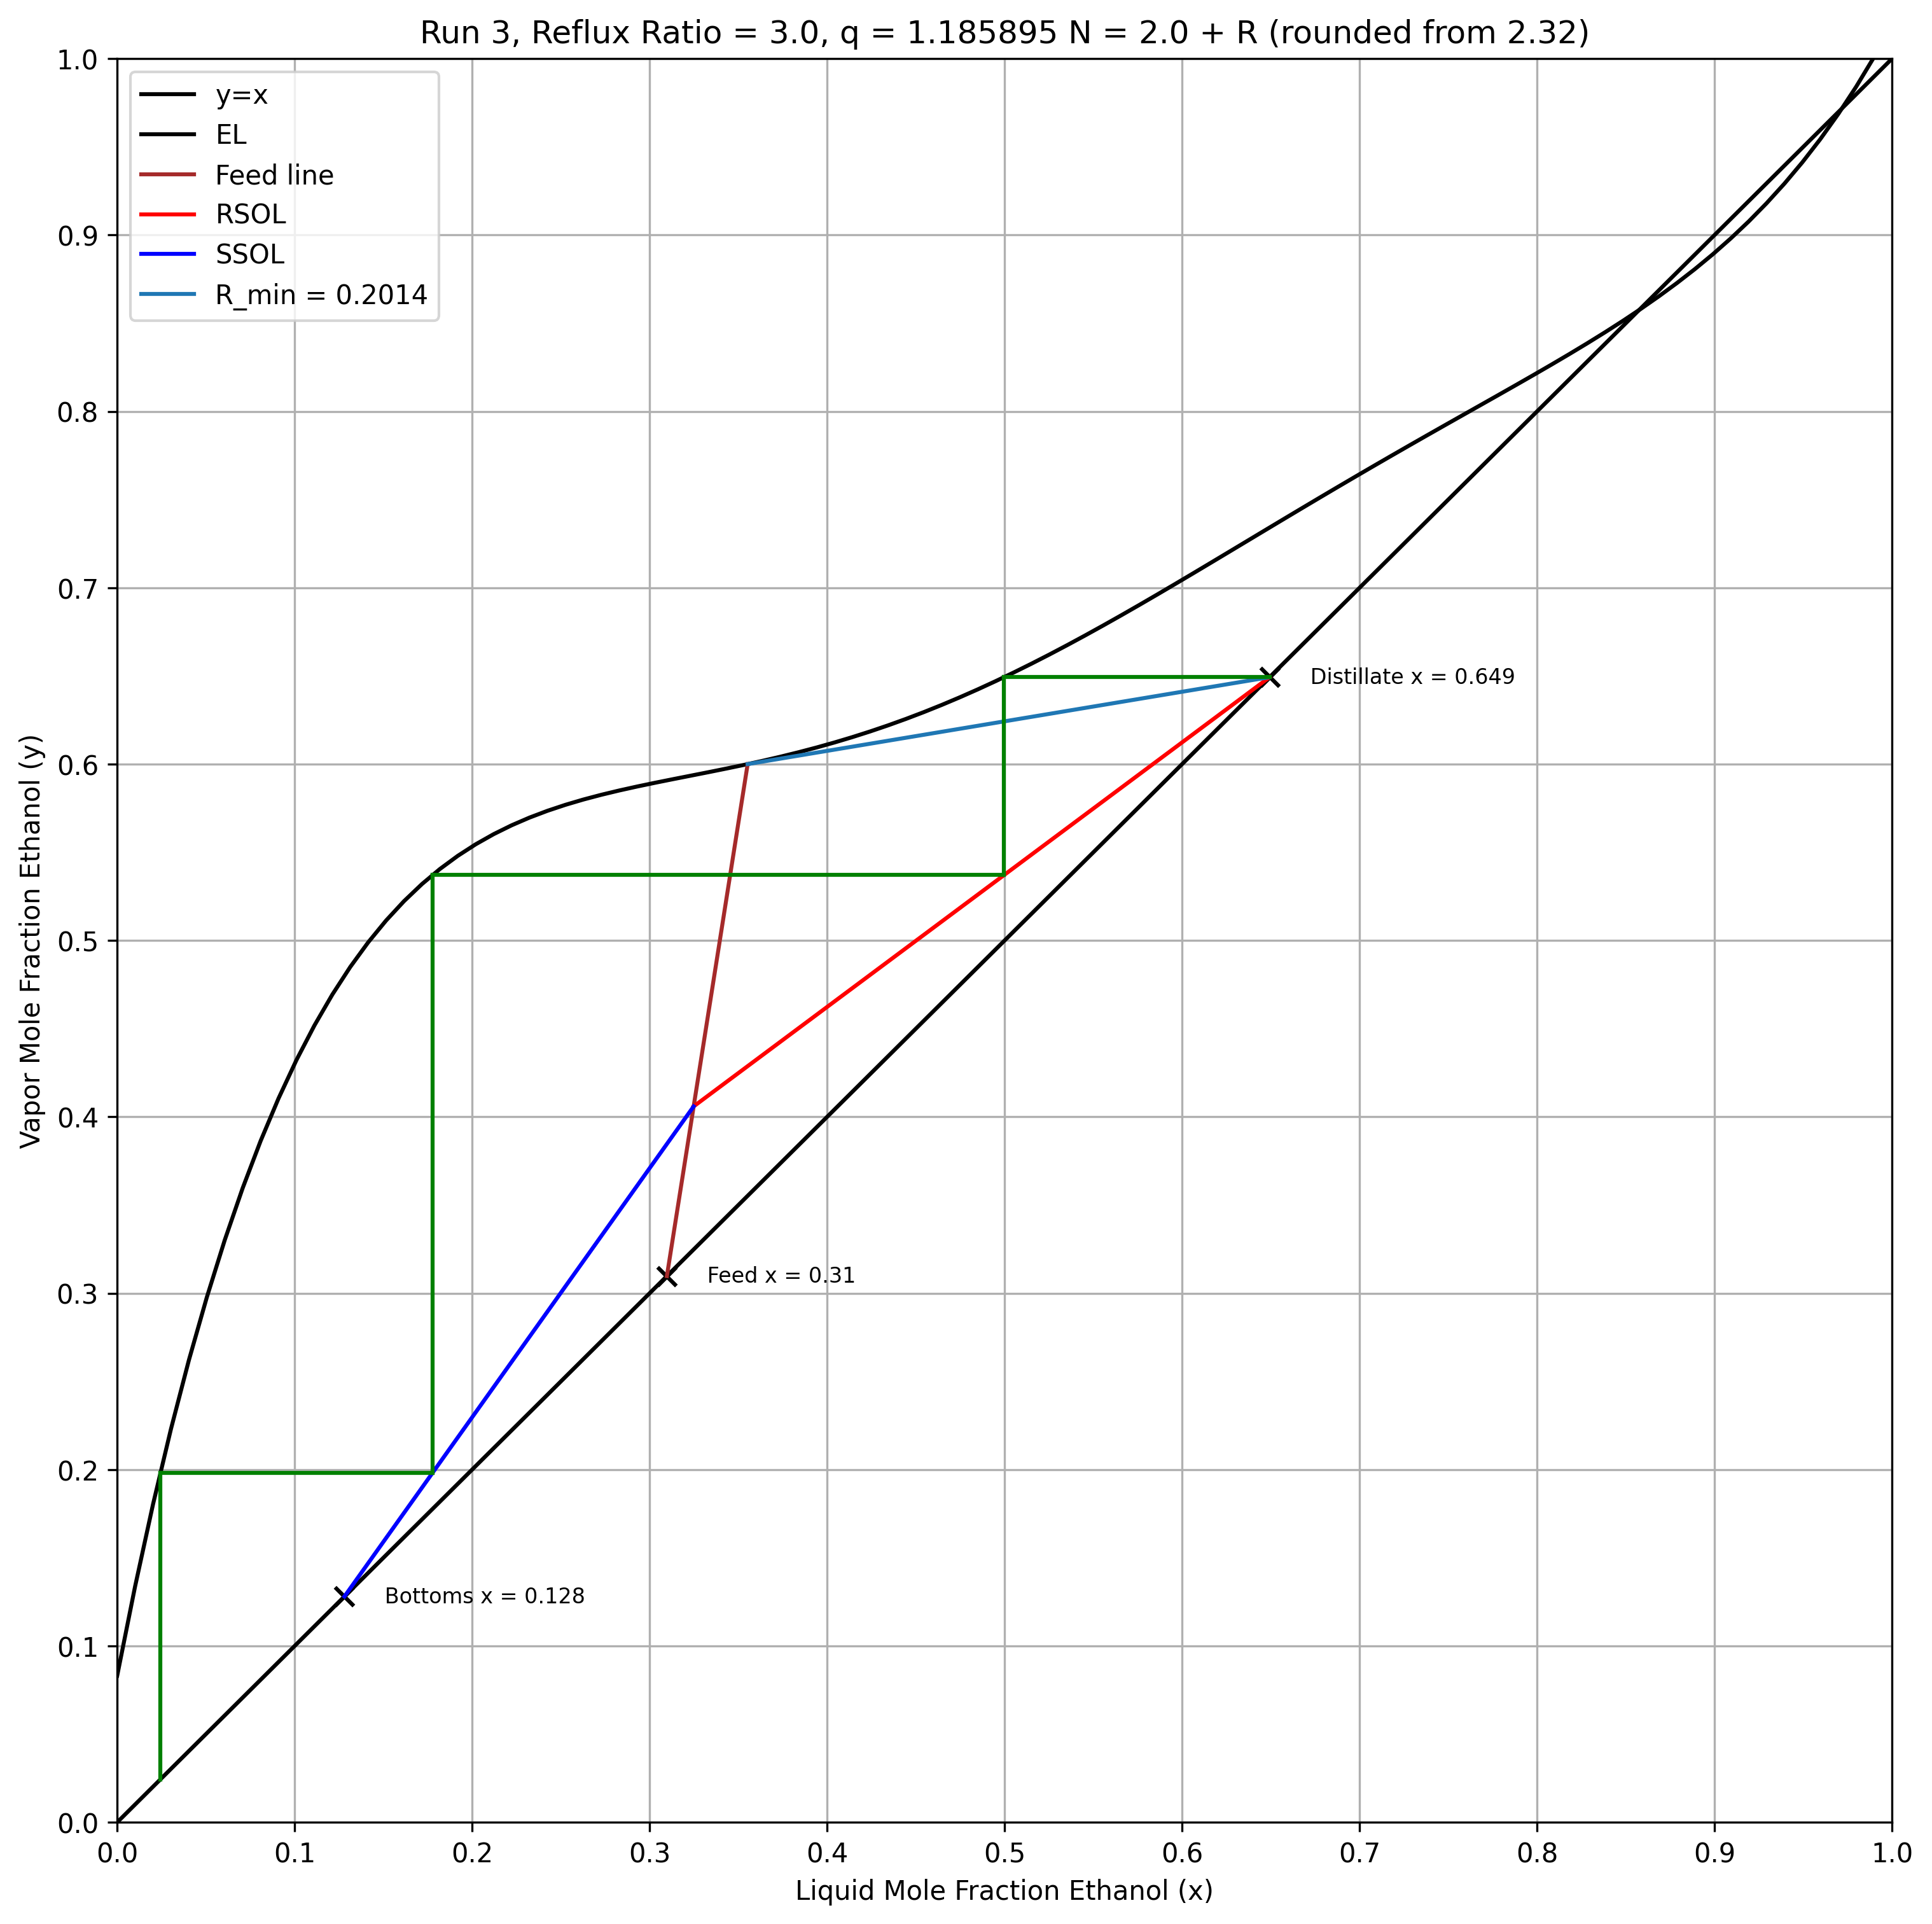 Run 3, Reflux Ratio = 3.0, q = 1.185895 N = 2.0 + R (rounded from 2.32)
y=x
EL
Feed line
RSOL
SSOL
R_min = 0.2014
1.0
0.9
0.8
0.7
0.6
0.5
0.4
0.3
0.2
0.1
0.0
Vapor Mole Fraction Ethanol (y)
Distillate x = 0.649
Feed x = 0.31
Bottoms x = 0.128
0.0 0.1 0.2 0.3 0.4 0.5 0.6 0.7 0.8 0.9 1.0
Liquid Mole Fraction Ethanol (x)